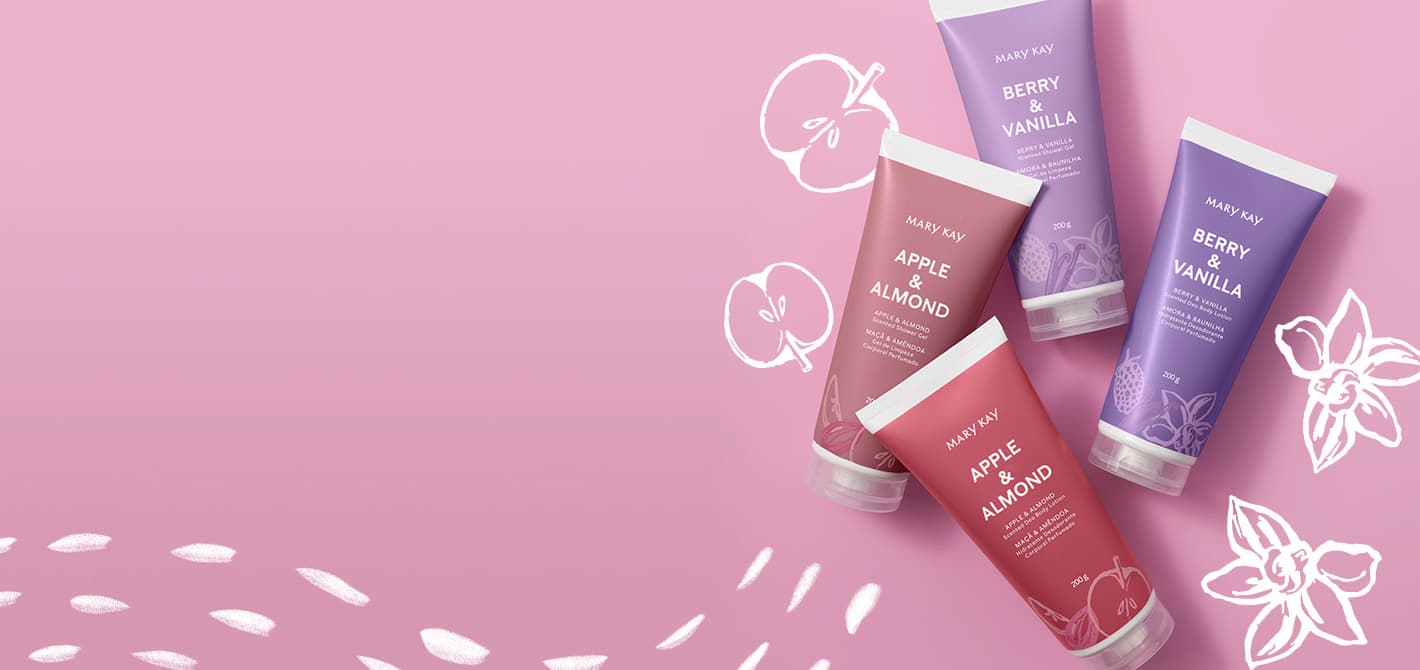 MARY KAY
BERRY
&
VANILLA
BERRY & VANILLA
Scented Shower Gel
AMORA & BAUNILHA
Gel de Limpeza
Perfumado
200 g
MARY KAY
BERRY
&
VANILLA
BERRY & VANILLA
Scented Deo Body Lotion
AMORA & BAUNILHA
Hidratante Desodorante
Corporal Perfumado
200 g
MARY KAY
APPLE
&
ALMOND
APPLE & ALMOND
Scented Shower Gel
MAÇÃ & AMÊNDOA
Gel de Limpeza
Corporal Perfumado
MARY KAY
APPLE
&
ALMOND
APPLE & ALMOND
Scented Deo Body Lotion
MAÇÃ & AMÊNDOA
Hidratante Desodorante
Corporal Perfumado
200 g